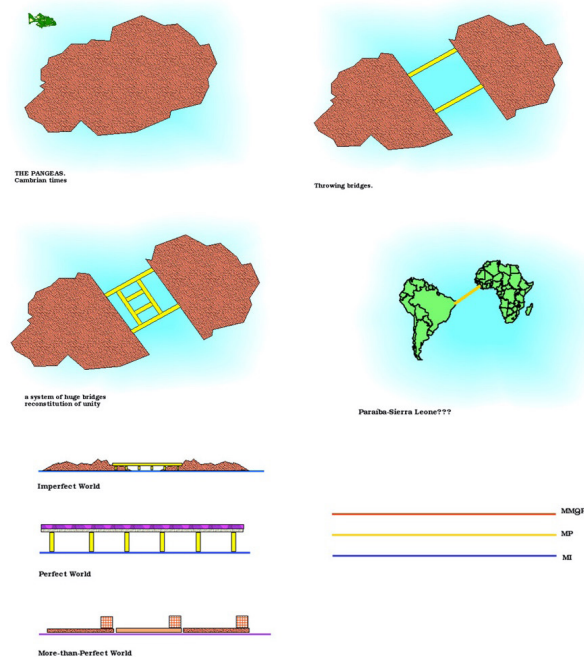 THE PANGEAS.
Cambrian times
Throwing bridges.
a system of huge bridges
reconstitution of unity
Paraiba-Sierra Leone???
Imperfect World
Perfect World
More-than-Perfect World
MP
MI